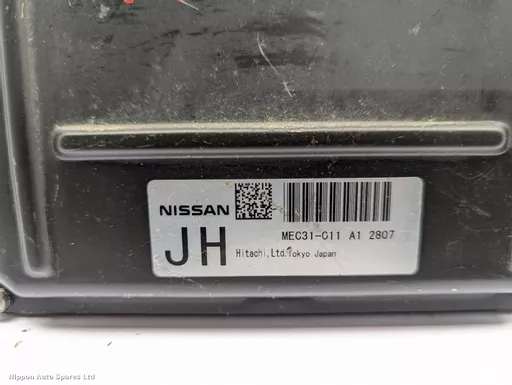 NISSAN
MEC31-011 A1 2807
JH
Hitachi,Ltd.Tokyo Japan
Nippon Auto Spares Ltd